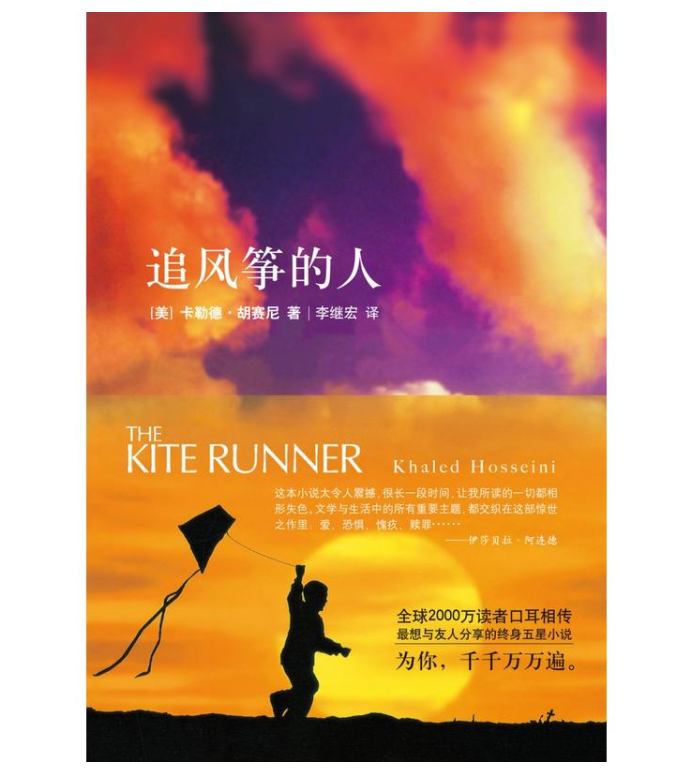 追风筝的人
[美] 卡勒德·胡赛尼 著 | 李继宏 译
THE
KITE RUNNER
Khaled Hosseini
这本小说太令人震撼，很长一段时间，让我所读的一切都相
形失色。文学与生活中的所有重要主题，都交织在这部惊世
之作里：爱、恐惧、愧疚、赎罪……
——伊莎贝拉·阿连德
全球2000万读者口耳相传
最想与友人分享的终身五星小说
为你，千千万万遍。